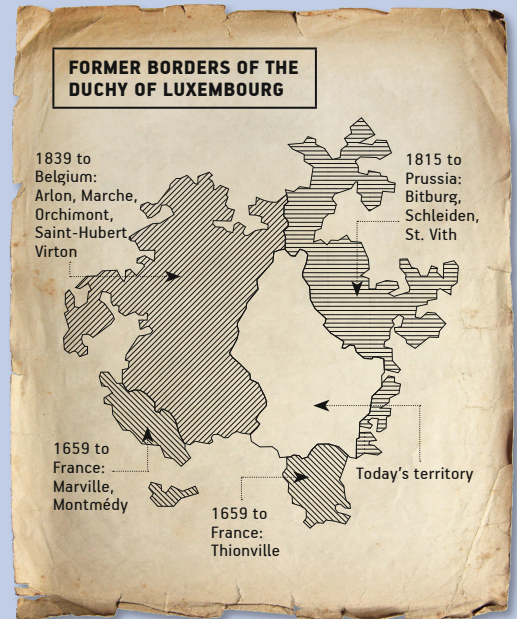 FORMER BORDERS OF THE
DUCHY OF LUXEMBOURG
1839 to
Belgium:
Arlon, Marche,
Orchimont,
Saint-Hubert,
Virton
1815 to
Prussia:
Bitburg,
Schleiden,
St. Vith
1659 to
France:
Marville,
Montmédy
1659 to
France:
Thionville
Today's territory